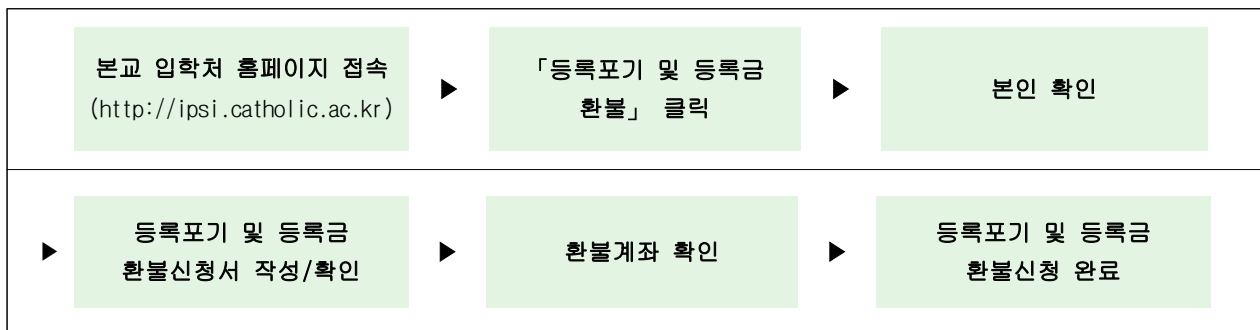 본교 입학처 홈페이지 접속
(http://ipsi.catholic.ac.kr)
▶
「등록포기 및 등록금
환불」 클릭
▶
본인 확인
▶
등록포기 및 등록금
환불신청서 작성/확인
▶
환불계좌 확인
▶
등록포기 및 등록금
환불신청 완료